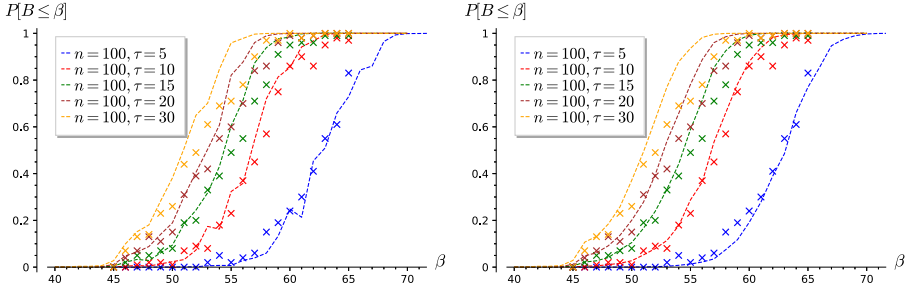 P[B ≤ β]
1
0.8
0.6
0.4
0.2
0
40 45 50 55 60 65 70
β
n = 100, τ = 5
n = 100, τ = 10
n = 100, τ = 15
n = 100, τ = 20
n = 100, τ = 30
P[B ≤ β]
1
0.8
0.6
0.4
0.2
0
40 45 50 55 60 65 70
β
n = 100, τ = 5
n = 100, τ = 10
n = 100, τ = 15
n = 100, τ = 20
n = 100, τ = 30